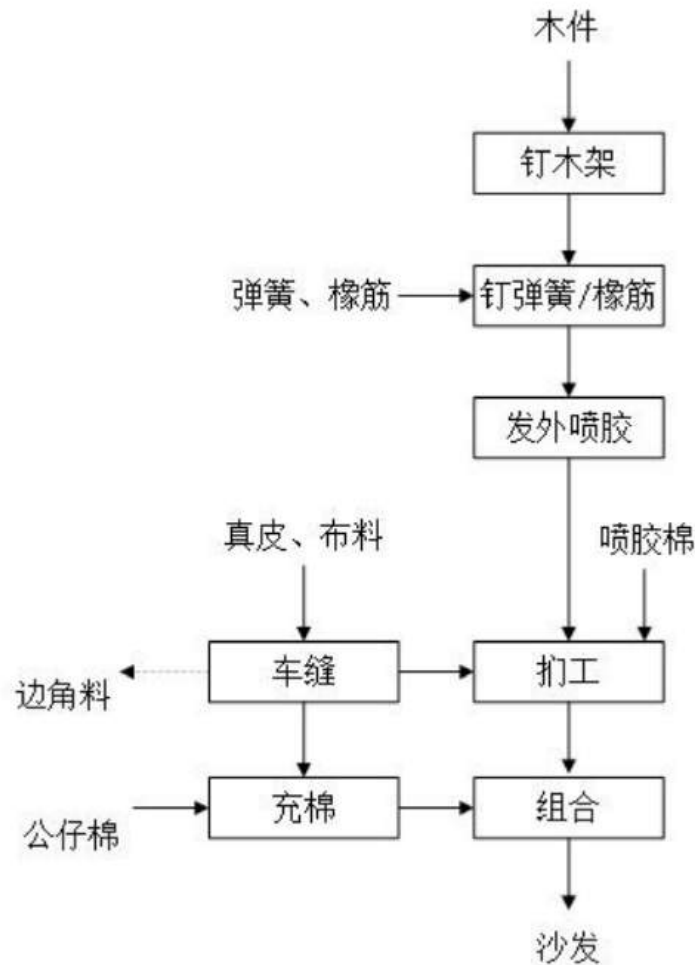 木件
钉木架
弹簧、橡筋
钉弹簧/橡筋
发外喷胶
真皮、布料
喷胶棉
车缝
扪工
边角料
充棉
组合
公仔棉
沙发